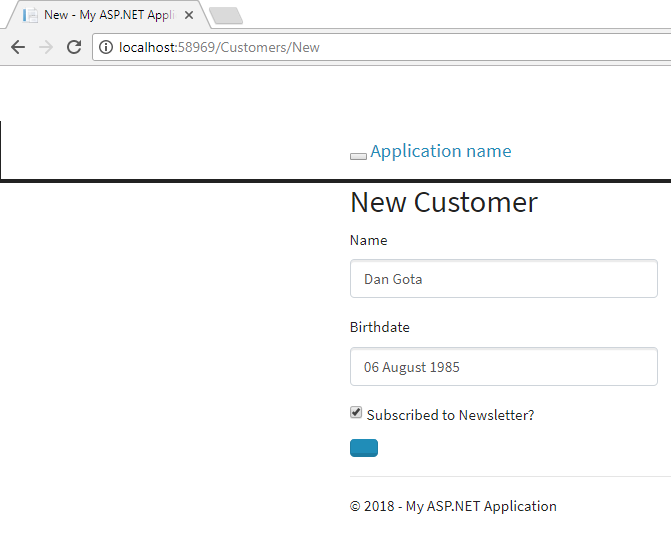 New - My ASP.NET Appli
localhost:58969/Customers/New
Application name
New Customer
Name
Dan Gota
Birthdate
06 August 1985
Subscribed to Newsletter?
© 2018 - My ASP.NET Application